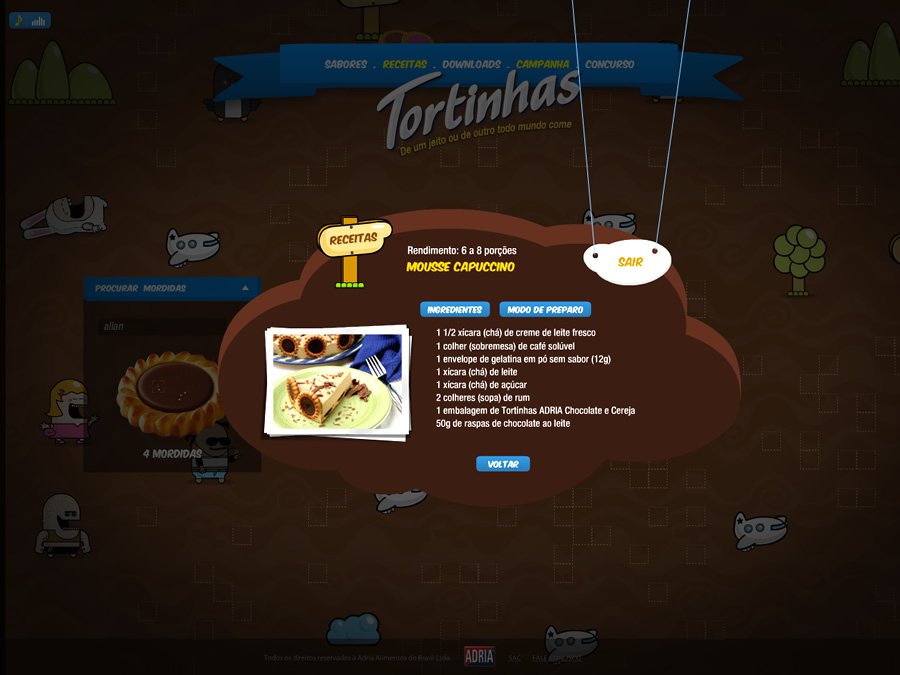 SABORES . RECEITAS . DOWNLOADS . CAMPANHA . CONCURSO
Tortinhas
De um jeito ou de outro todo mundo come
RECEITAS
Rendimento: 6 a 8 porções
MOUSSE CAPUCCINO
SAIR
PROCURAR MORDIDAS
allan
4 MORDIDAS
INGREDIENTES
MODO DE PREPARO
1 1/2 xícara (chá) de creme de leite fresco
1 colher (sobremesa) de café solúvel
1 envelope de gelatina em pó sem sabor (12g)
1 xícara (chá) de leite
1 xícara (chá) de açúcar
2 colheres (sopa) de rum
1 embalagem de Tortinhas ADRIA Chocolate e Cereja
50g de raspas de chocolate ao leite
VOLTAR
Todos os direitos reservados à Adria Alimentos do Brasil Ltda.
ADRIA
SAC
FALE CONOSCO